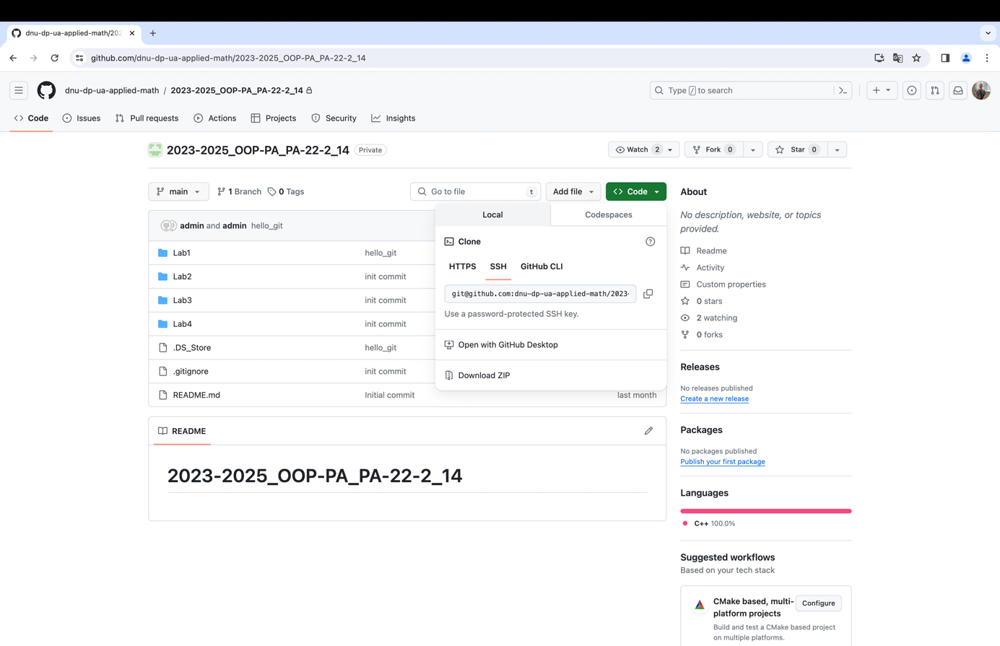 dnu-dp-ua-applied-math/202
github.com/dnu-dp-ua-applied-math/2023-2025_OOP-PA_PA-22-2_14
dnu-dp-ua-applied-math / 2023-2025_OOP-PA_PA-22-2_14
Type / to search
Code
Issues
Pull requests
Actions
Projects
Security
Insights
2023-2025_OOP-PA_PA-22-2_14 Private
Watch 2
Fork 0
Star 0
main
1 Branch
0 Tags
Go to file t
Add file
Code
Local
Codespaces
Clone
HTTPS
SSH
GitHub CLI
git@github.com:dnu-dp-ua-applied-math/2023-
Use a password-protected SSH key.
Open with GitHub Desktop
Download ZIP
admin and admin hello_git
Lab1 hello_git
Lab2 init commit
Lab3 init commit
Lab4 init commit
.DS_Store hello_git
.gitignore init commit
README.md Initial commit last month
README
2023-2025_OOP-PA_PA-22-2_14
About
No description, website, or topics
provided.
Readme
Activity
Custom properties
0 stars
2 watching
0 forks
Releases
No releases published
Create a new release
Packages
No packages published
Publish your first package
Languages
C++ 100.0%
Suggested workflows
Based on your tech stack
CMake based, multi-
platform projects
Configure
Build and test a CMake based project
on multiple platforms.